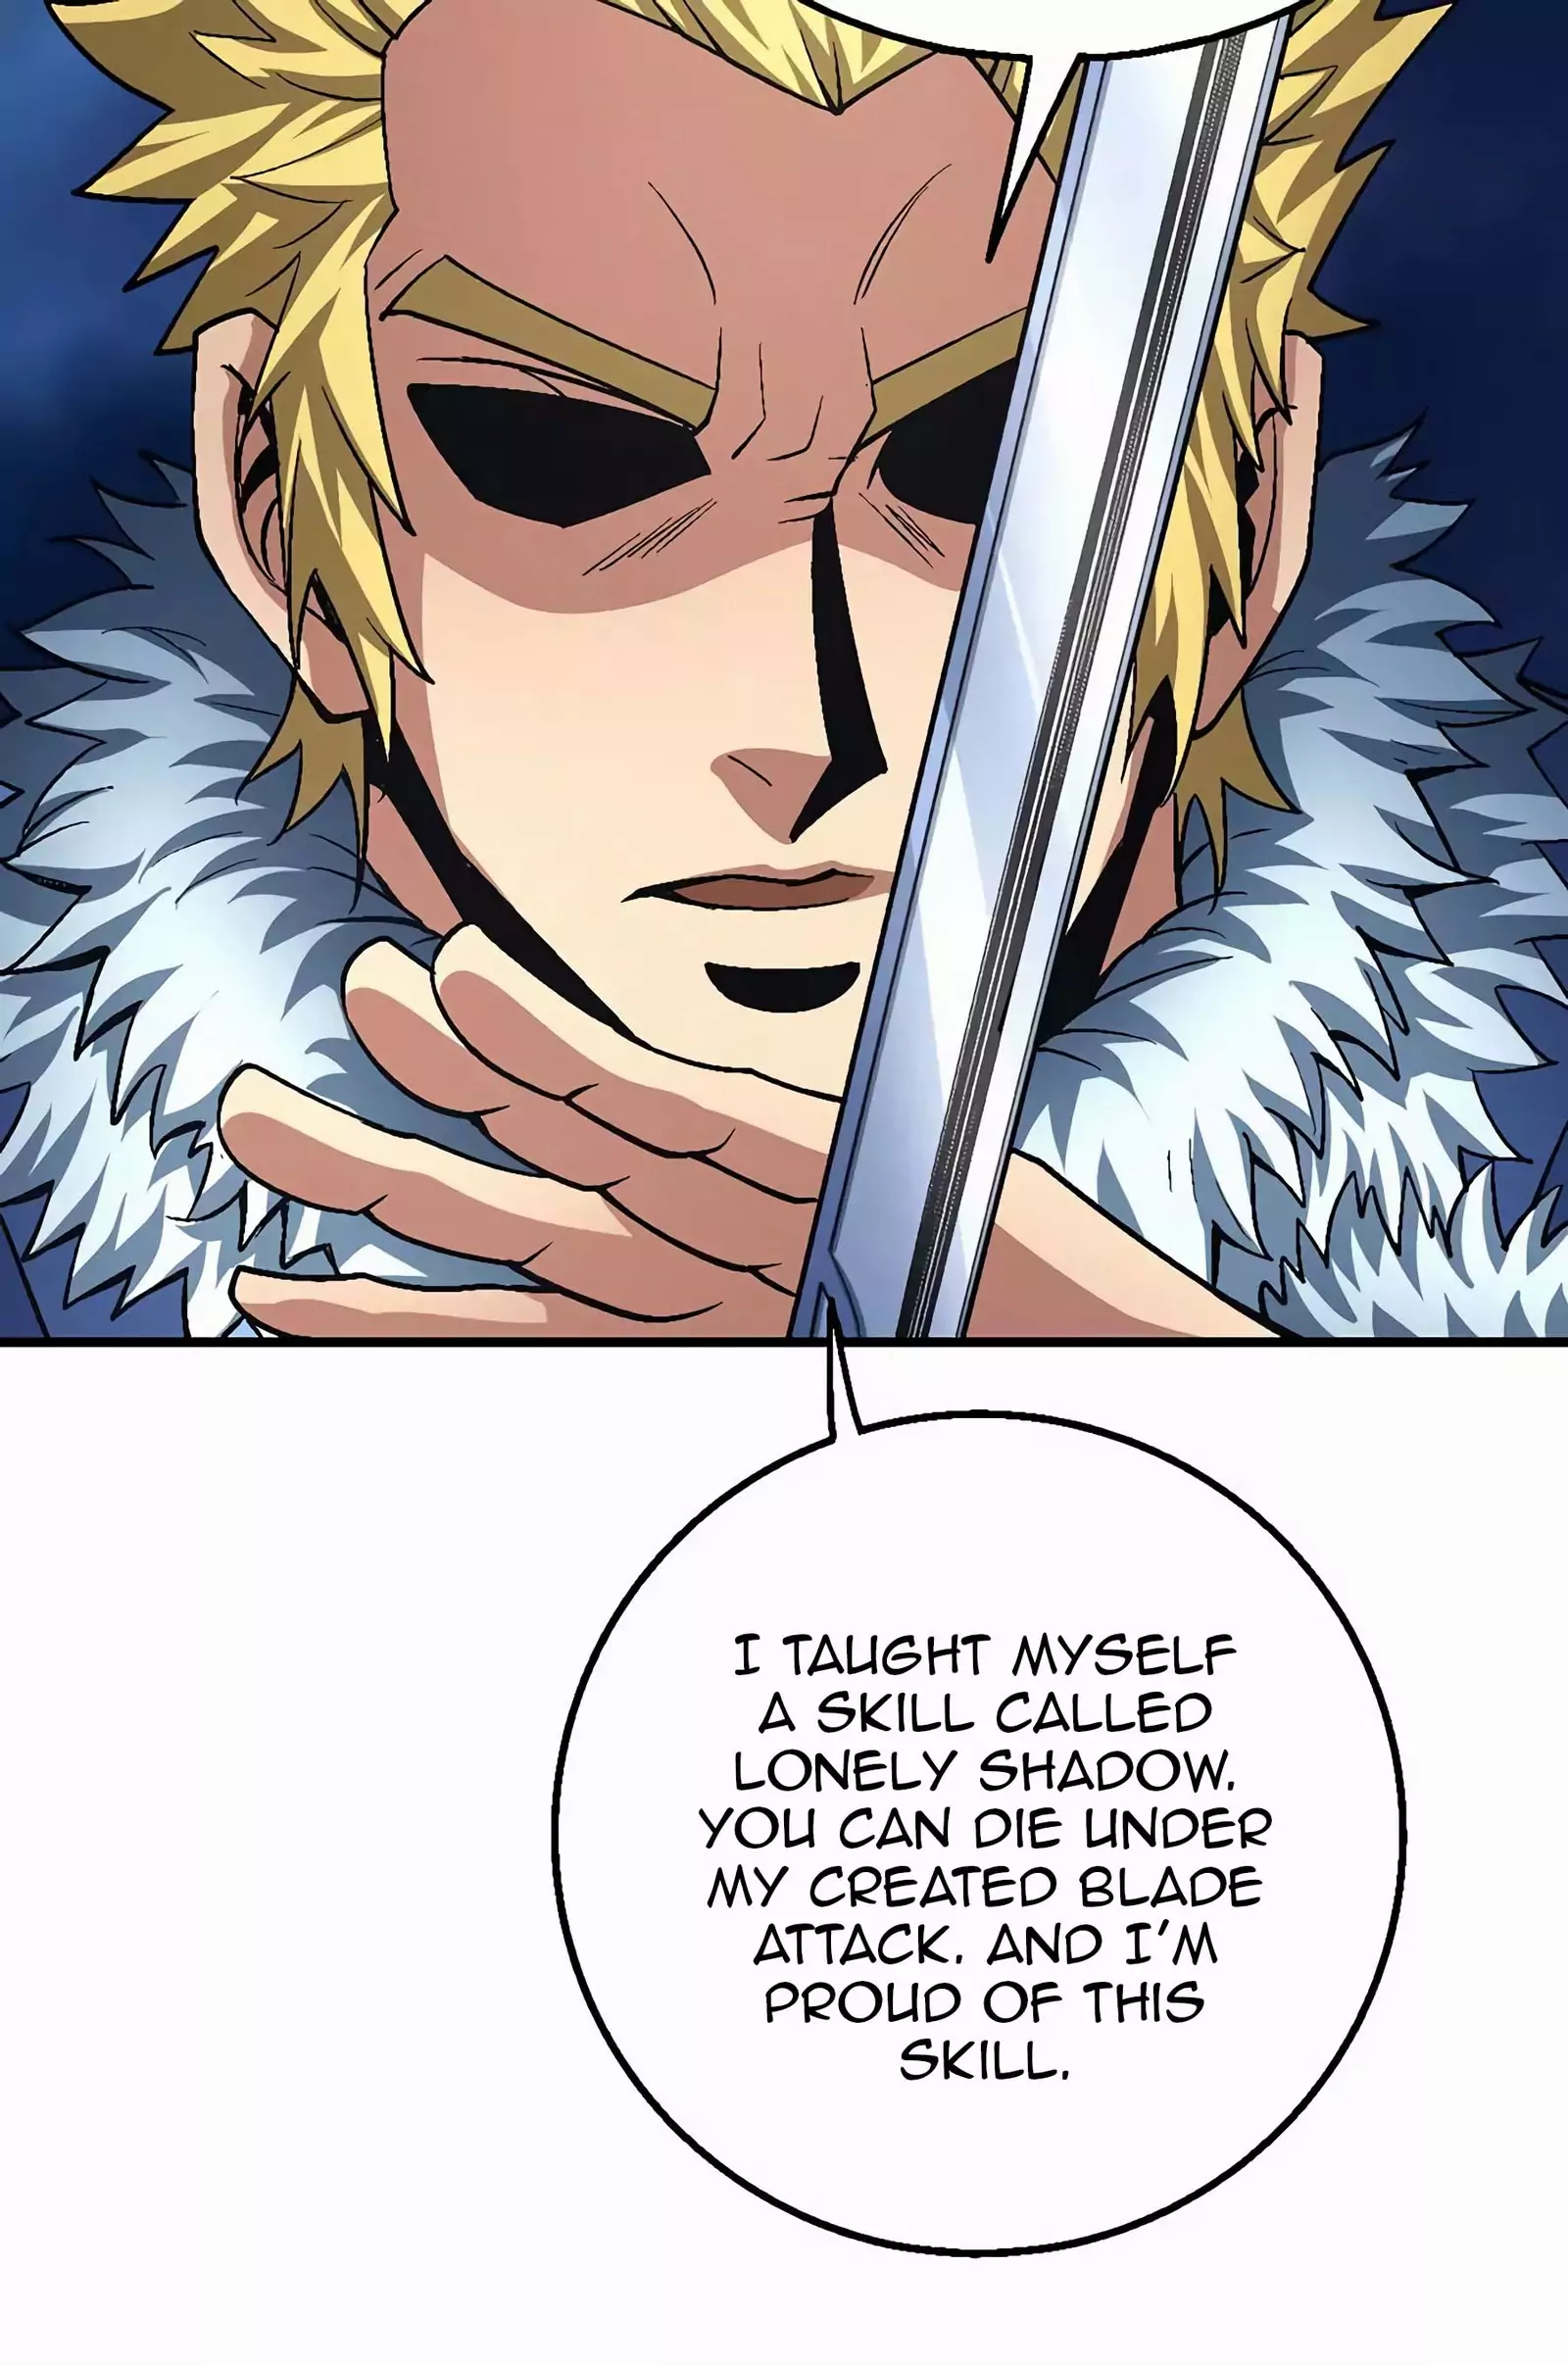 I TAUGHT MYSELF
A SKILL CALLED
LONELY SHADOW.
YOU CAN DIE UNDER
MY CREATED BLADE
ATTACK. AND I'M
PROUD OF THIS
SKILL.